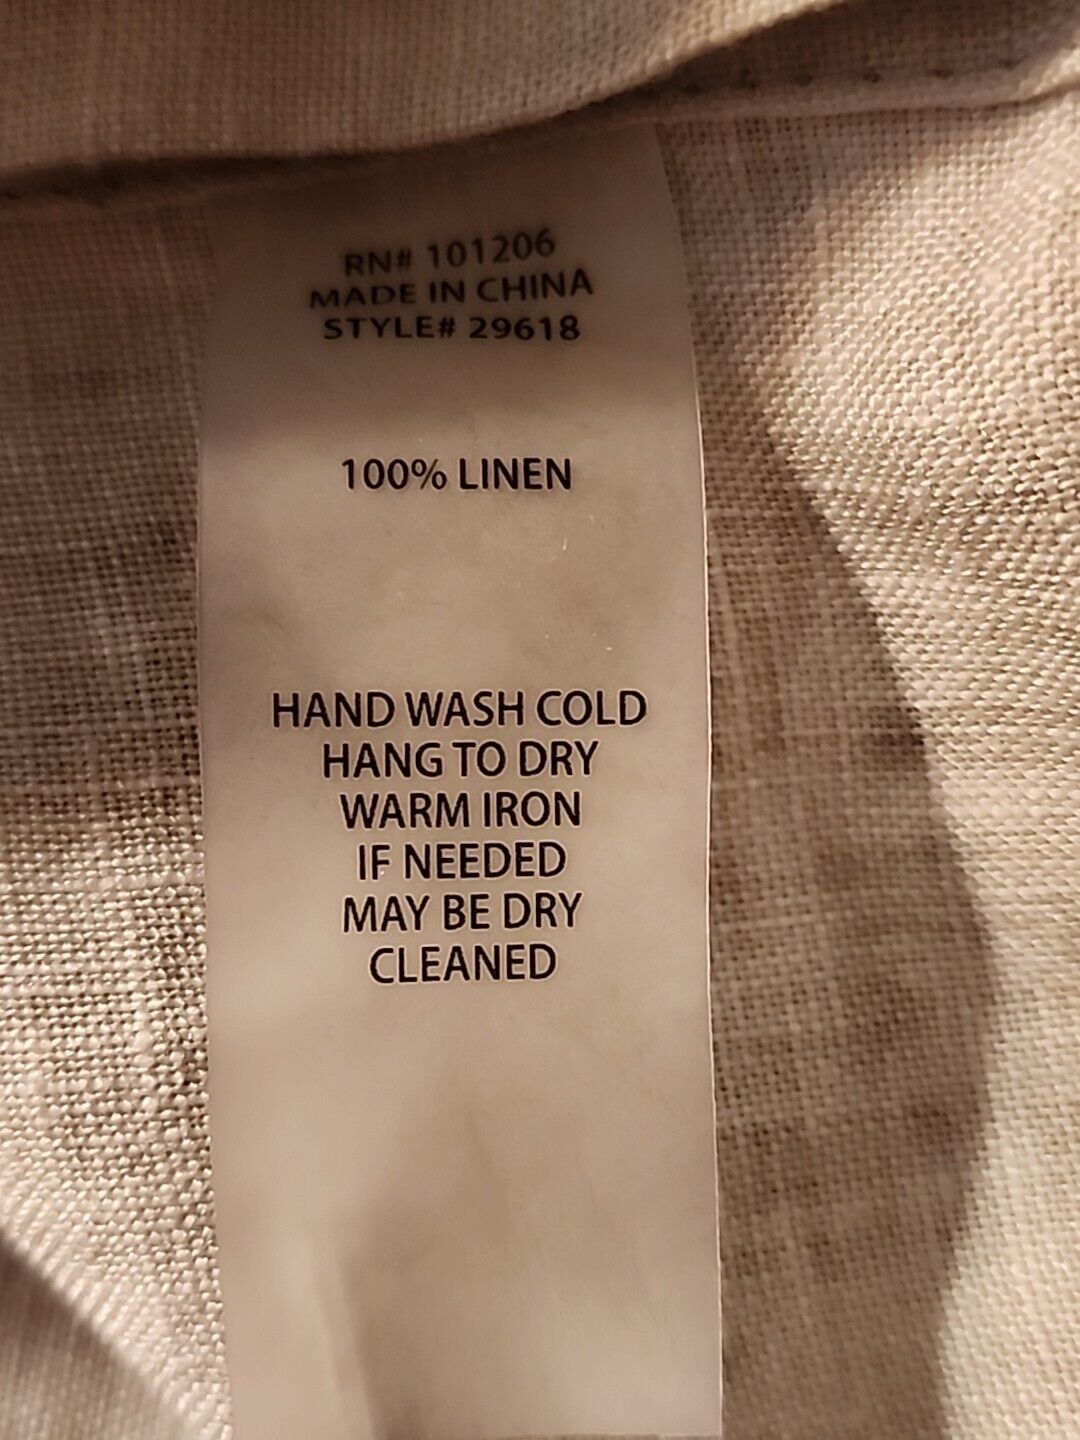 RN# 101206
MADE IN CHINA
STYLE# 29618
100% LINEN
HAND WASH COLD
HANG TO DRY
WARM IRON
IF NEEDED
MAY BE DRY
CLEANED